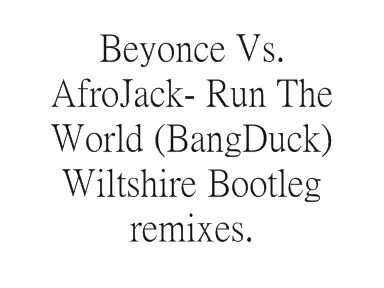 Beyonce Vs.
AfroJack- Run The
World (BangDuck)
Wiltshire Bootleg
remixes.